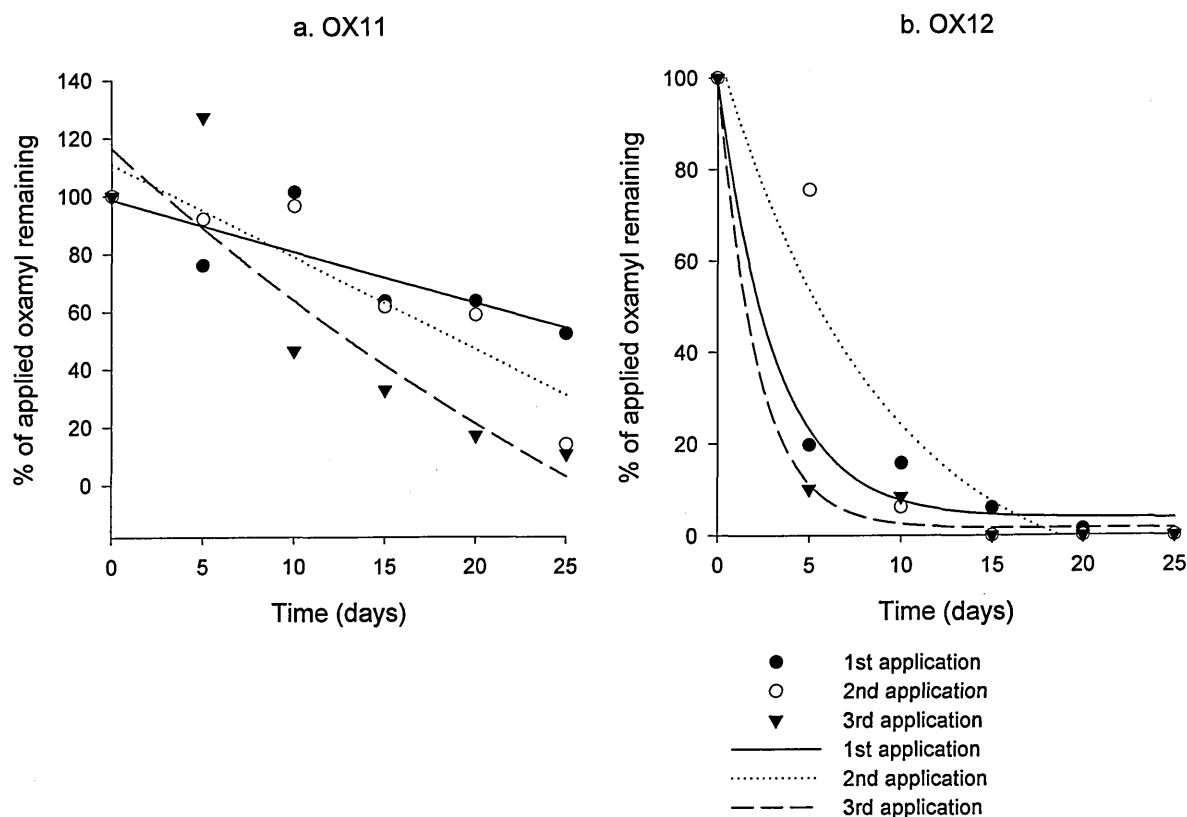 a. OX11
b. OX12
% of applied oxamyl remaining
140
120
100
80
60
40
20
0
0 5 10 15 20 25
Time (days)
% of applied oxamyl remaining
100
80
60
40
20
0
0 5 10 15 20 25
Time (days)
1st application
2nd application
3rd application
1st application
2nd application
3rd application